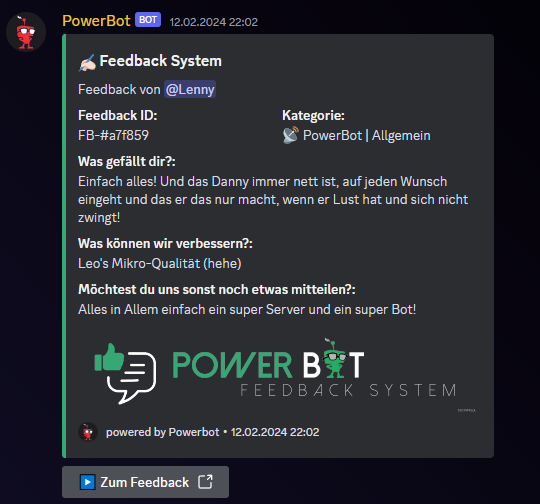 PowerBot BOT 12.02.2024 22:02
Feedback System
Feedback von @Lenny
Feedback ID:
FB-#a7f859
Kategorie:
PowerBot | Allgemein
Was gefällt dir?:
Einfach alles! Und das Danny immer nett ist, auf jeden Wunsch
eingeht und das er das nur macht, wenn er Lust hat und sich nicht
zwingt!
Was können wir verbessern?:
Leo's Mikro-Qualität (hehe)
Möchtest du uns sonst noch etwas mitteilen?:
Alles in Allem einfach ein super Server und ein super Bot!
POWER BOT
FEEDBACK SYSTEM
powered by Powerbot • 12.02.2024 22:02
Zum Feedback